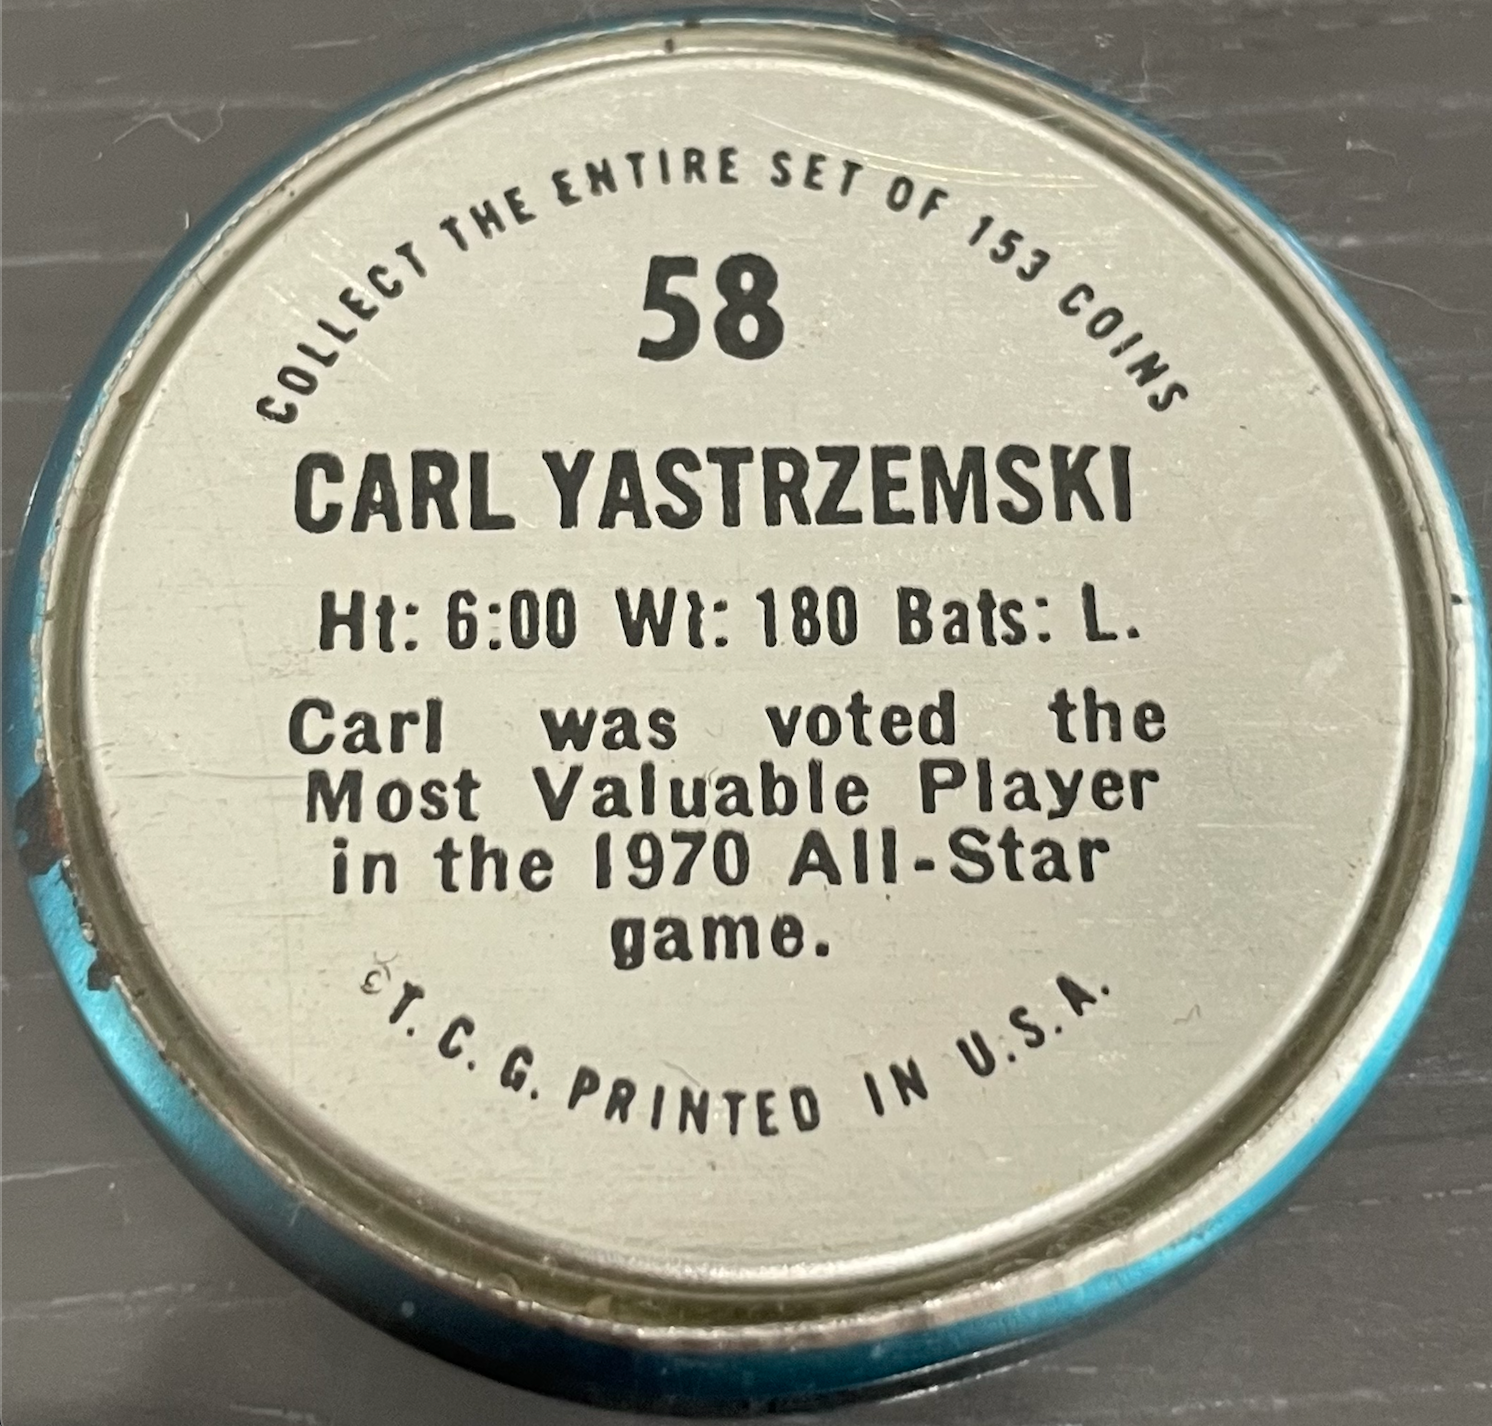 COLLECT THE ENTIRE SET OF 153 COINS
58
CARL YASTRZEMSKI
Ht: 6:00 Wt: 180 Bats: L.
Carl was voted the
Most Valuable Player
in the 1970 All-Star
game.
© T. C. G. PRINTED IN U.S.A.